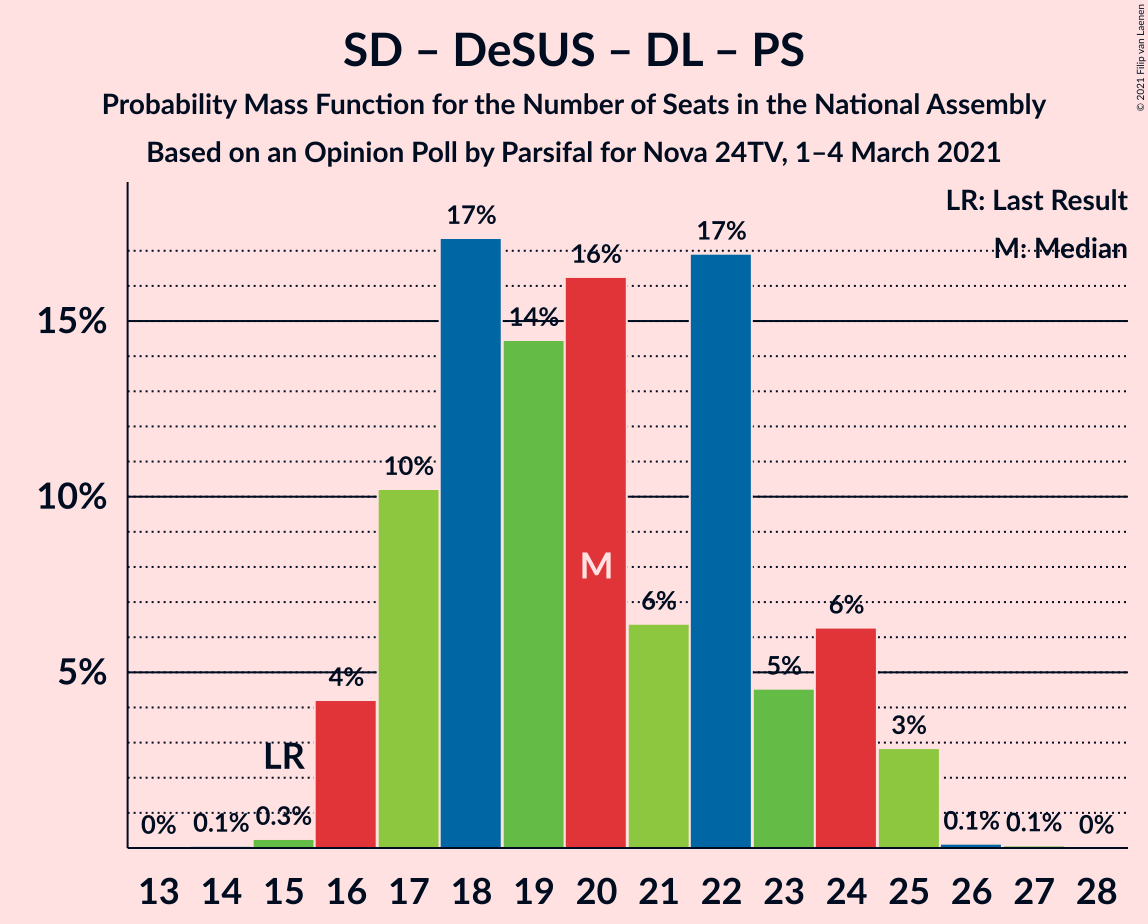 SD – DeSUS – DL – PS
Probability Mass Function for the Number of Seats in the National Assembly
Based on an Opinion Poll by Parsifal for Nova 24TV, 1–4 March 2021
© 2021 Filip van Laenen
LR: Last Result
M: Median
15%
10%
5%
0%
0.1%
0.3%
LR
4%
10%
17%
14%
16%
M
6%
17%
5%
6%
3%
0.1%
0.1%
0%
13 14 15 16 17 18 19 20 21 22 23 24 25 26 27 28